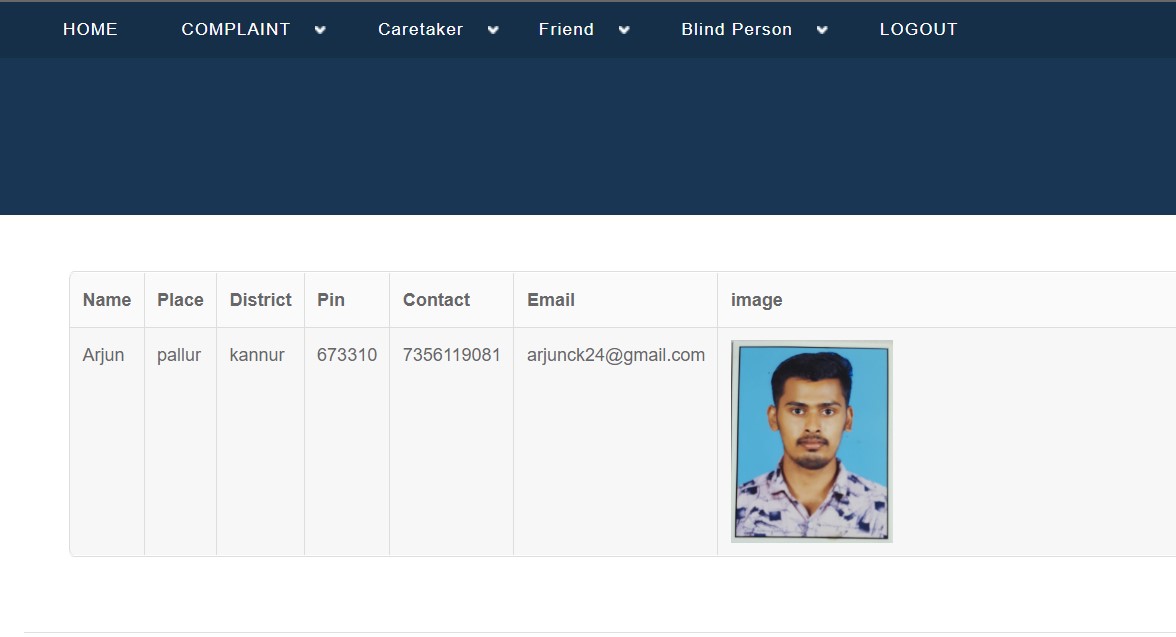 HOME COMPLAINT Caretaker Friend Blind Person LOGOUT
Name Place District Pin Contact Email image
Arjun pallur kannur 673310 7356119081 arjunck24@gmail.com